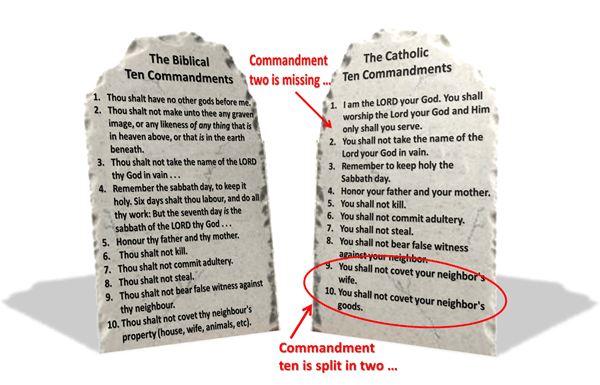 The Biblical
Ten Commandments
1. Thou shalt have no other gods before me.
2. Thou shalt not make unto thee any graven
image, or any likeness of any thing that is
in heaven above, or that is in the earth
beneath.
3. Thou shalt not take the name of the LORD
thy God in vain . . .
4. Remember the sabbath day, to keep it
holy. Six days shalt thou labour, and do all
thy work: But the seventh day is the
sabbath of the LORD thy God . . .
5. Honour thy father and thy mother.
6. Thou shalt not kill.
7. Thou shalt not commit adultery.
8. Thou shalt not steal.
9. Thou shalt not bear false witness against
thy neighbour.
10. Thou shalt not covet thy neighbour's
property (house, wife, animals, etc).
Commandment
two is missing ...
The Catholic
Ten Commandments
1. I am the LORD your God. You shall
worship the Lord your God and Him
only shall you serve.
2. You shall not take the name of the
Lord your God in vain.
3. Remember to keep holy the
Sabbath day.
4. Honor your father and your mother.
5. You shall not kill.
6. You shall not commit adultery.
7. You shall not steal.
8. You shall not bear false witness
against your neighbor.
9. You shall not covet your neighbor's
wife.
10. You shall not covet your neighbor's
goods.
Commandment
ten is split in two ...